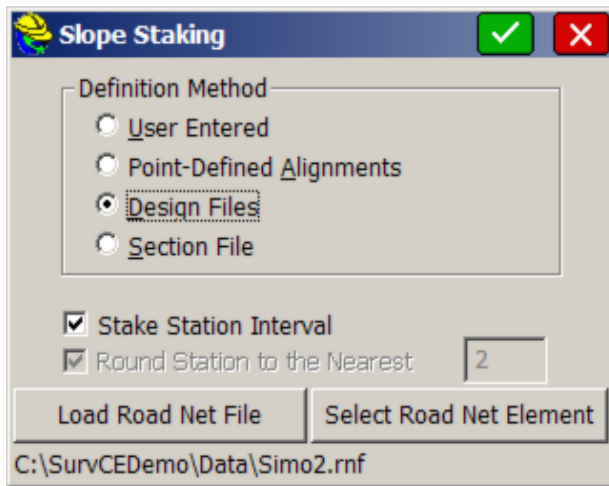 Slope Staking
Definition Method
User Entered
Point-Defined Alignments
Design Files
Section File
Stake Station Interval
Round Station to the Nearest 2
Load Road Net File Select Road Net Element
C:\SurvCEDemo\Data\Simo2.rnf